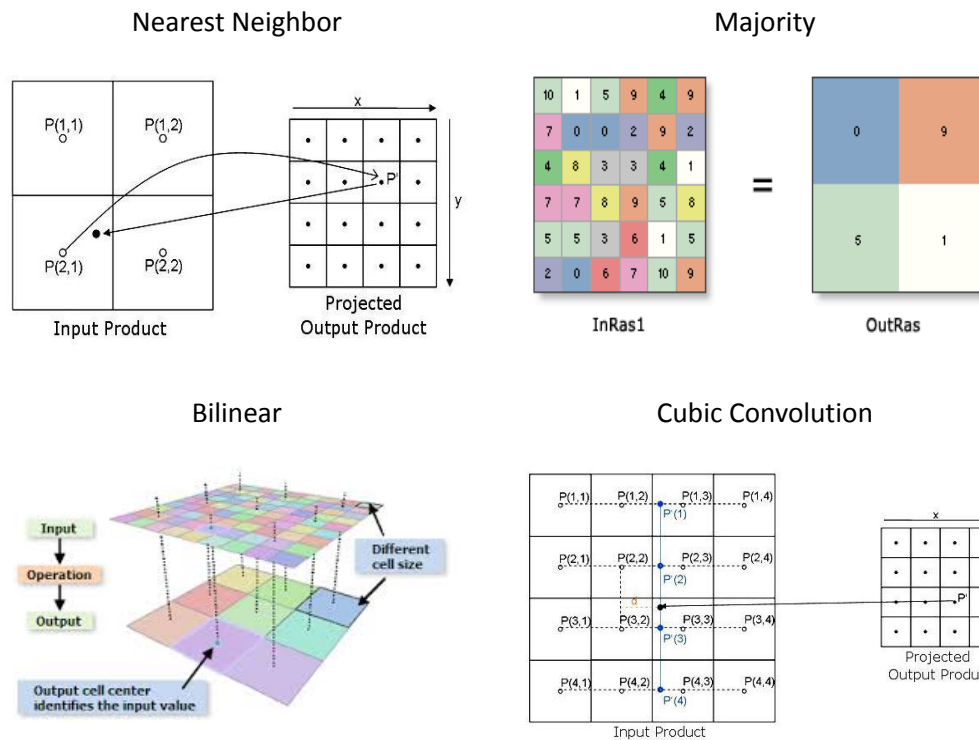 Nearest Neighbor
P(1,1) P(1,2)
P(2,1) P(2,2)
Input Product
x
y
P'
Projected
Output Product
Majority
10 1 5 9 4 9
7 0 0 2 9 2
4 8 3 3 4 1
7 7 8 9 5 8
5 5 3 6 1 5
2 0 6 7 10 9
InRas1
=
0 9
5 1
OutRas
Bilinear
Input
Operation
Output
Different
cell size
Output cell center
identifies the input value
Cubic Convolution
P(1,1) P(1,2) P(1,3) P(1,4)
P'(1)
P(2,1) P(2,2) P(2,3) P(2,4)
P'(2)
P(3,1) P(3,2) P(3,3) P(3,4)
P'(3)
P(4,1) P(4,2) P(4,3) P(4,4)
P'(4)
Input Product
x
P'
Projected
Output Produ